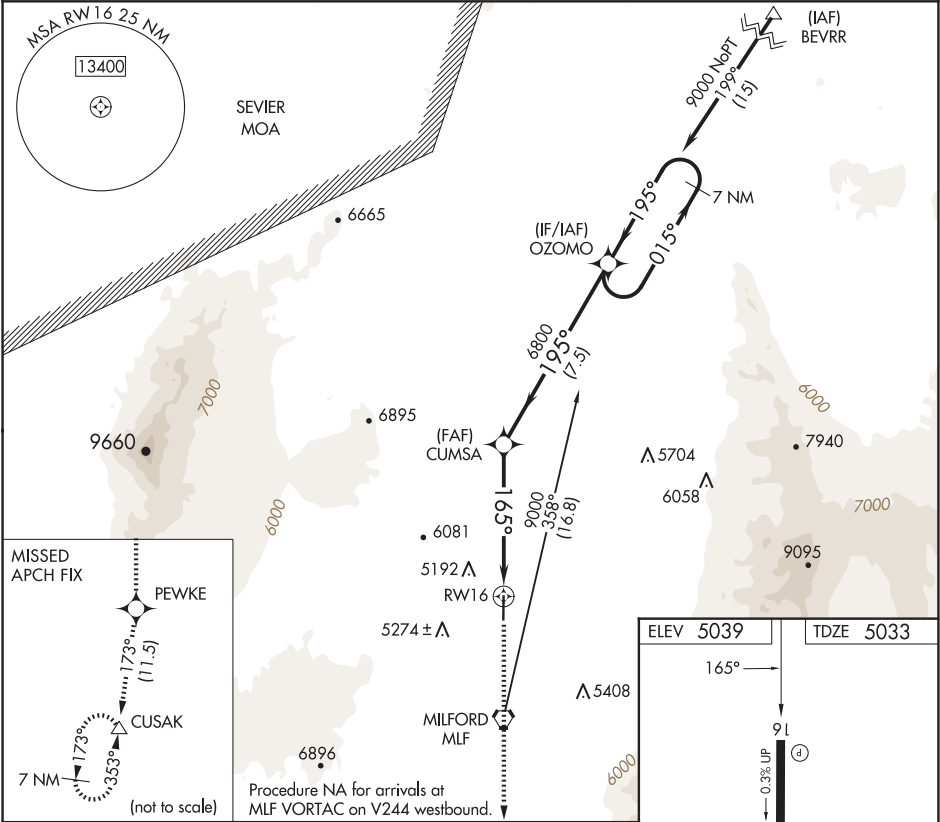 MSA RW16 25 NM
13400
SEVIER
MOA
(IAF)
BEVRR
9000 NoPT
199°
(15)
7 NM
195°
015°
(IF/IAF)
OZOMO
6665
6800
195°
(7.5)
7000
6895
9660
(FAF)
CUMSA
6000
7940
5704
6058
7000
6000
165°
9000
358°
(16.8)
6081
9095
5192
RW16
5274 ±
MISSED
APCH FIX
PEWKE
173°
(11.5)
CUSAK
173°
353°
7 NM
(not to scale)
5408
MILFORD
MLF
6896
6000
Procedure NA for arrivals at
MLF VORTAC on V244 westbound.
ELEV 5039
TDZE 5033
165°
16
P
0.3% UP